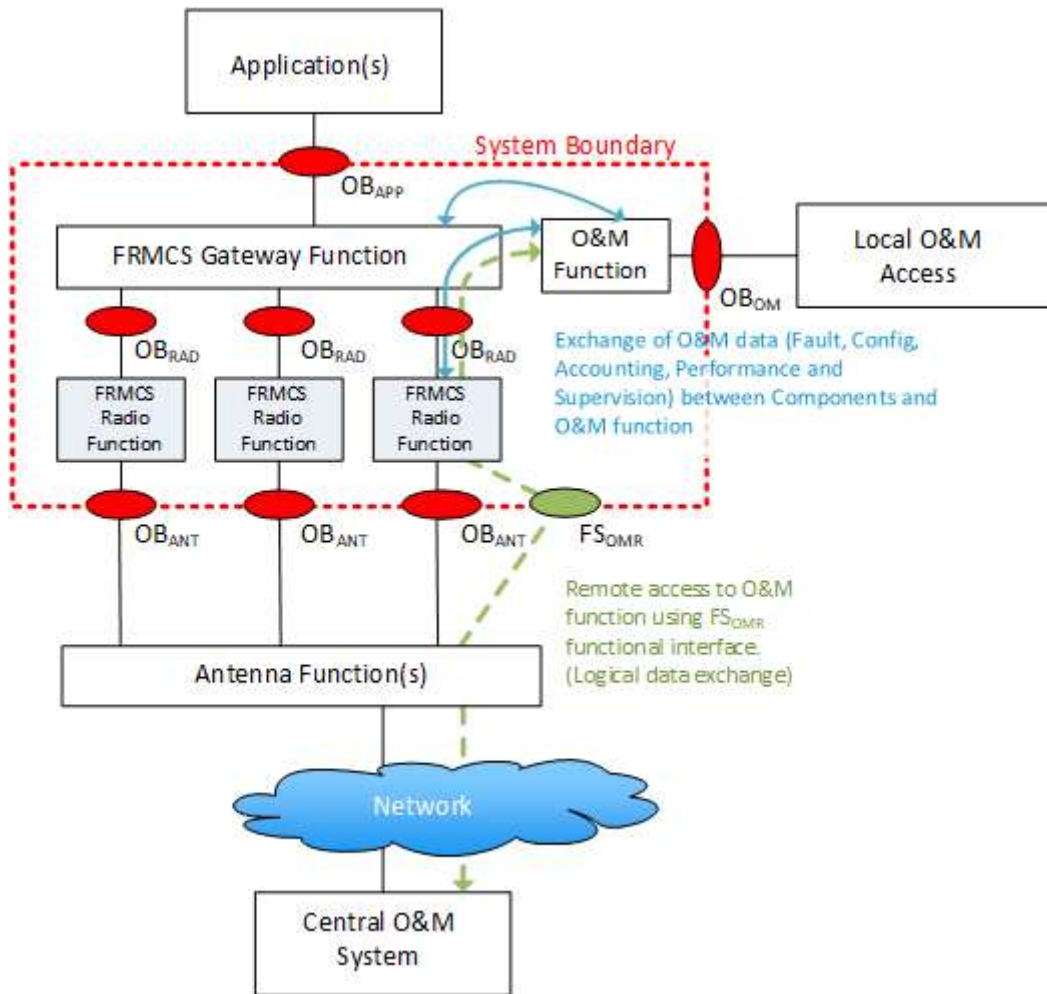 Application(s)
System Boundary
OBAPP
FRMCS Gateway Function
O&M
Function
Local O&M
Access
OBOM
OBRAD
OBRAD
OBRAD
Exchange of O&M data (Fault, Config,
Accounting, Performance and
Supervision) between Components and
O&M function
FRMCS
Radio
Function
FRMCS
Radio
Function
FRMCS
Radio
Function
OBANT
OBANT
OBANT
FSOMR
Remote access to O&M
function using FSOMR
functional interface.
(Logical data exchange)
Antenna Function(s)
Network
Central O&M
System